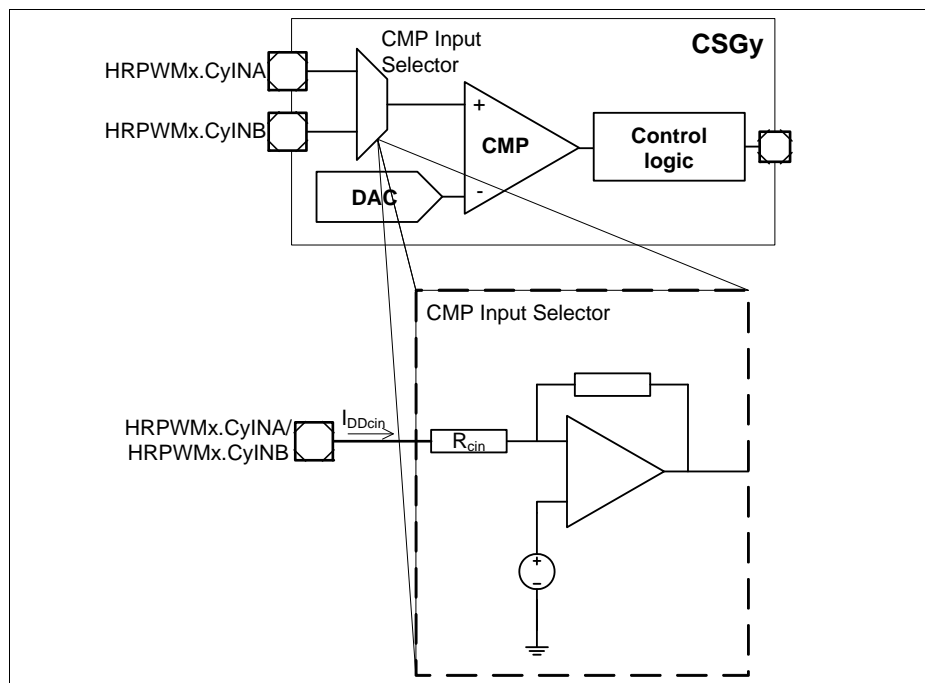 CSGy
CMP Input
Selector
HRPWMx.CyINA
HRPWMx.CyINB
+
CMP
-
Control
logic
DAC
CMP Input Selector
HRPWMx.CyINA/
HRPWMx.CyINB
IDDcin
Rcin
+
−